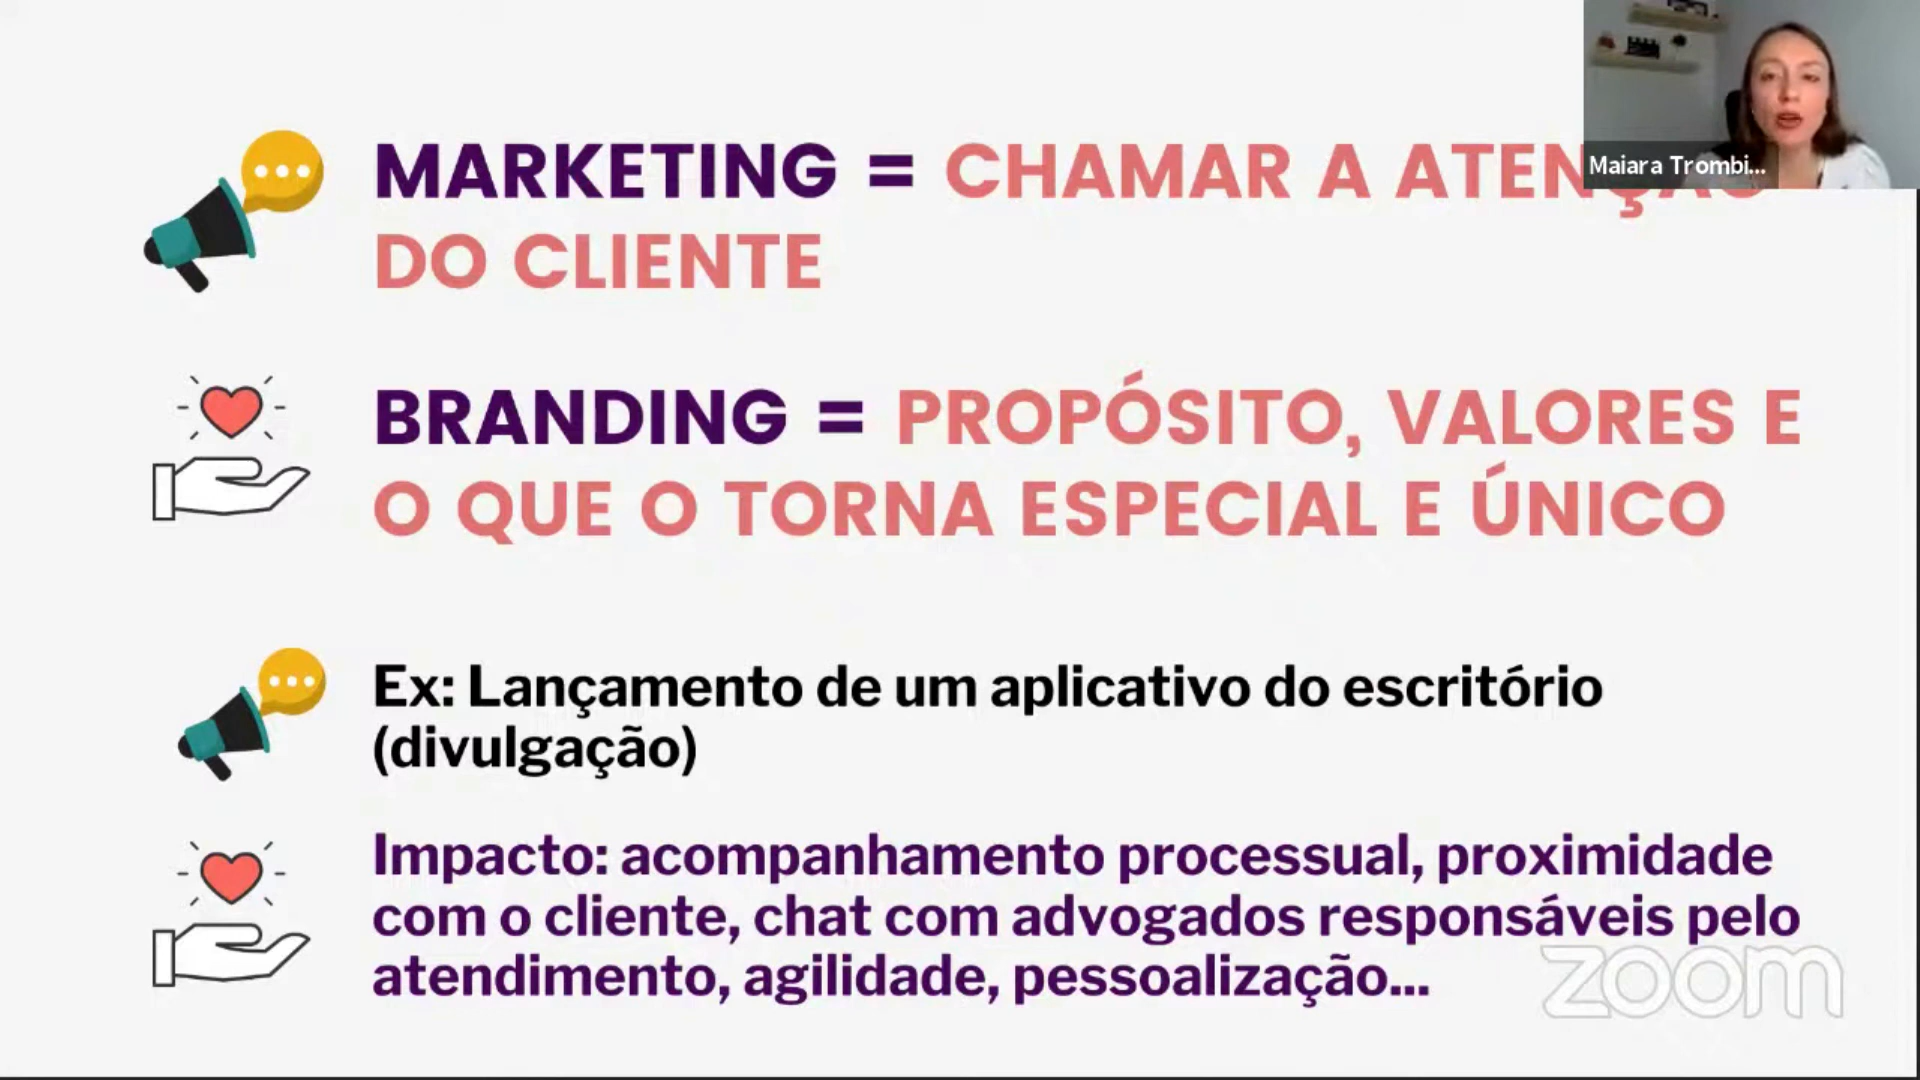 MARKETING = CHAMAR A ATENÇÃO
DO CLIENTE
BRANDING = PROPÓSITO, VALORES E
O QUE O TORNA ESPECIAL E ÚNICO
Ex: Lançamento de um aplicativo do escritório
(divulgação)
Impacto: acompanhamento processual, proximidade
com o cliente, chat com advogados responsáveis pelo
atendimento, agilidade, pessoalização...
Maiara Trombi...
zoom